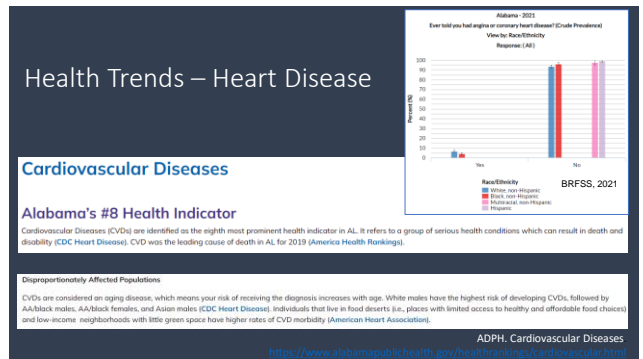 Health Trends – Heart Disease
Alabama - 2021
Ever told you had angina or coronary heart disease? (Crude Prevalence)
View by: Race/Ethnicity
Response: ( All )
Percent (%)
100
90
80
70
60
50
40
30
20
10
0
Yes
No
Race/Ethnicity
White, non-Hispanic
Black, non-Hispanic
Multiracial, non-Hispanic
Hispanic
BRFSS, 2021
Cardiovascular Diseases
Alabama's #8 Health Indicator
Cardiovascular Diseases (CVDs) are identified as the eighth most prominent health indicator in AL. It refers to a group of serious health conditions which can result in death and
disability (CDC Heart Disease). CVD was the leading cause of death in AL for 2019 (America Health Rankings).
Disproportionately Affected Populations
CVDs are considered an aging disease, which means your risk of receiving the diagnosis increases with age. White males have the highest risk of developing CVDs, followed by
AA/black males, AA/black females, and Asian males (CDC Heart Disease). Individuals that live in food deserts (i.e., places with limited access to healthy and affordable food choices)
and low-income neighborhoods with little green space have higher rates of CVD morbidity (American Heart Association).
ADPH. Cardiovascular Diseases
https://www.alabamapublichealth.gov/healthrankings/cardiovascular.html